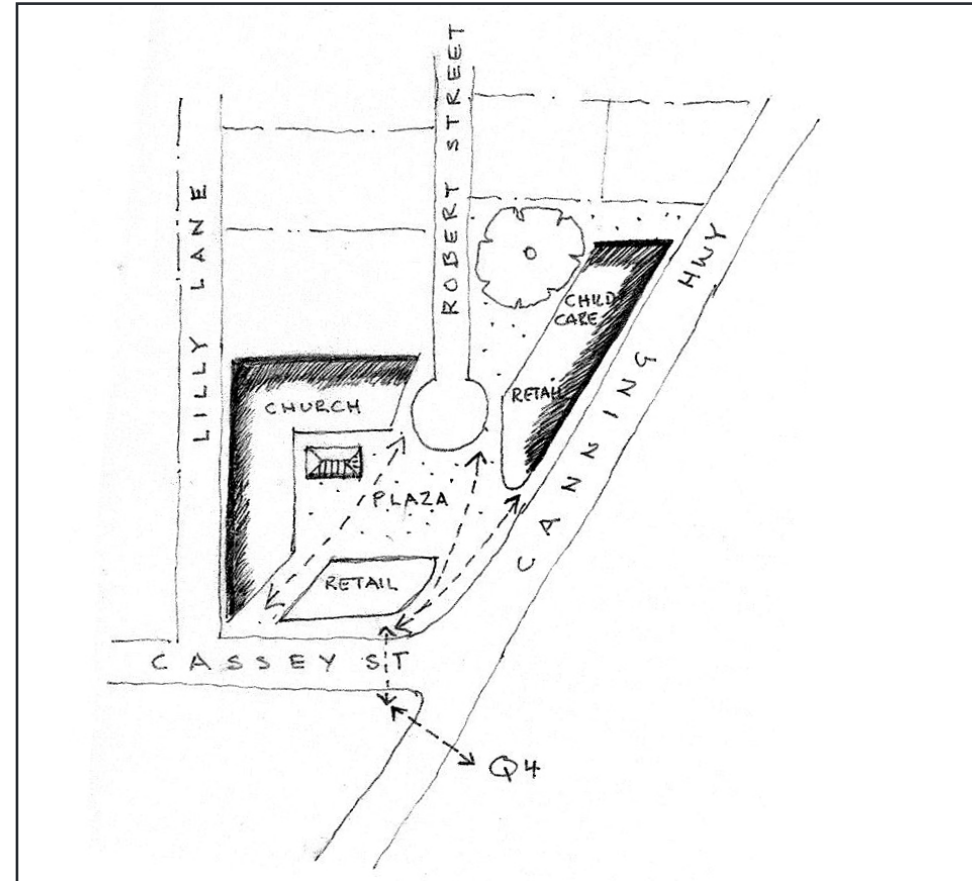 ROBERT STREET
LILLY LANE
CANNING HWY
CHILD
CARE
RETAIL
CHURCH
PLAZA
RETAIL
CASSEY ST
Q4